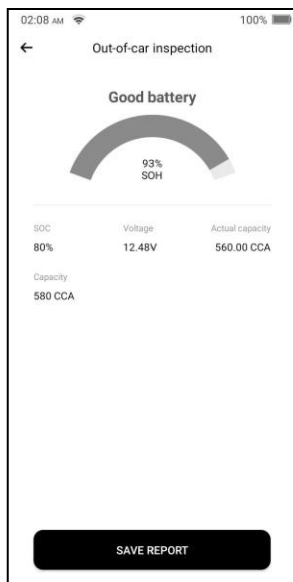 02:08 AM 100%
Out-of-car inspection
Good battery
93%
SOH
SOC Voltage Actual capacity
80% 12.48V 560.00 CCA
Capacity
580 CCA
SAVE REPORT